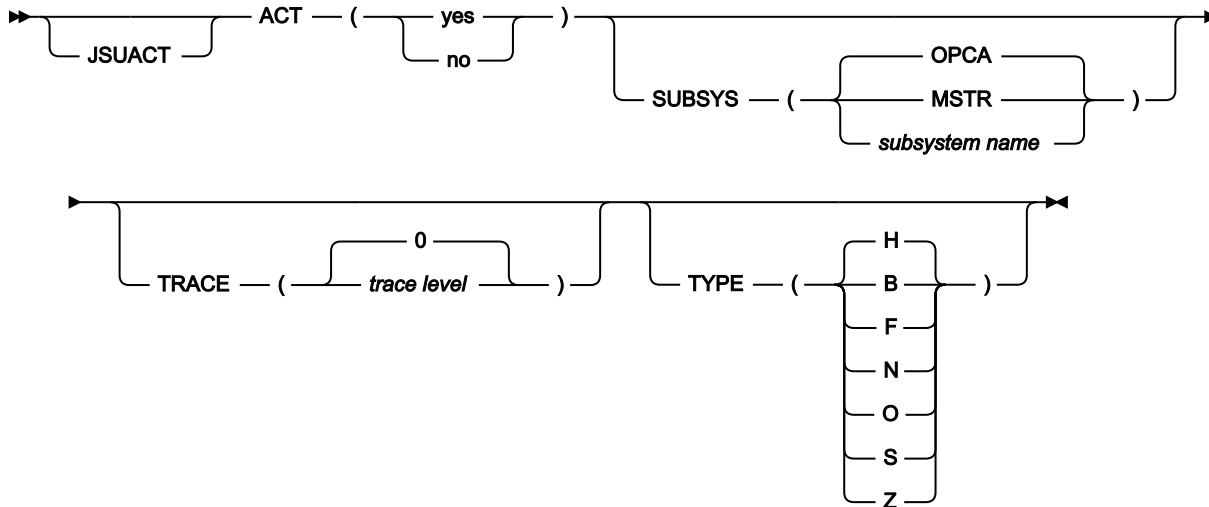 ACT ( yes )
JSUACT no
OPCA
SUBSYS ( MSTR )
subsystem name
0
TRACE ( trace level )
H
TYPE ( B )
F
N
O
S
Z